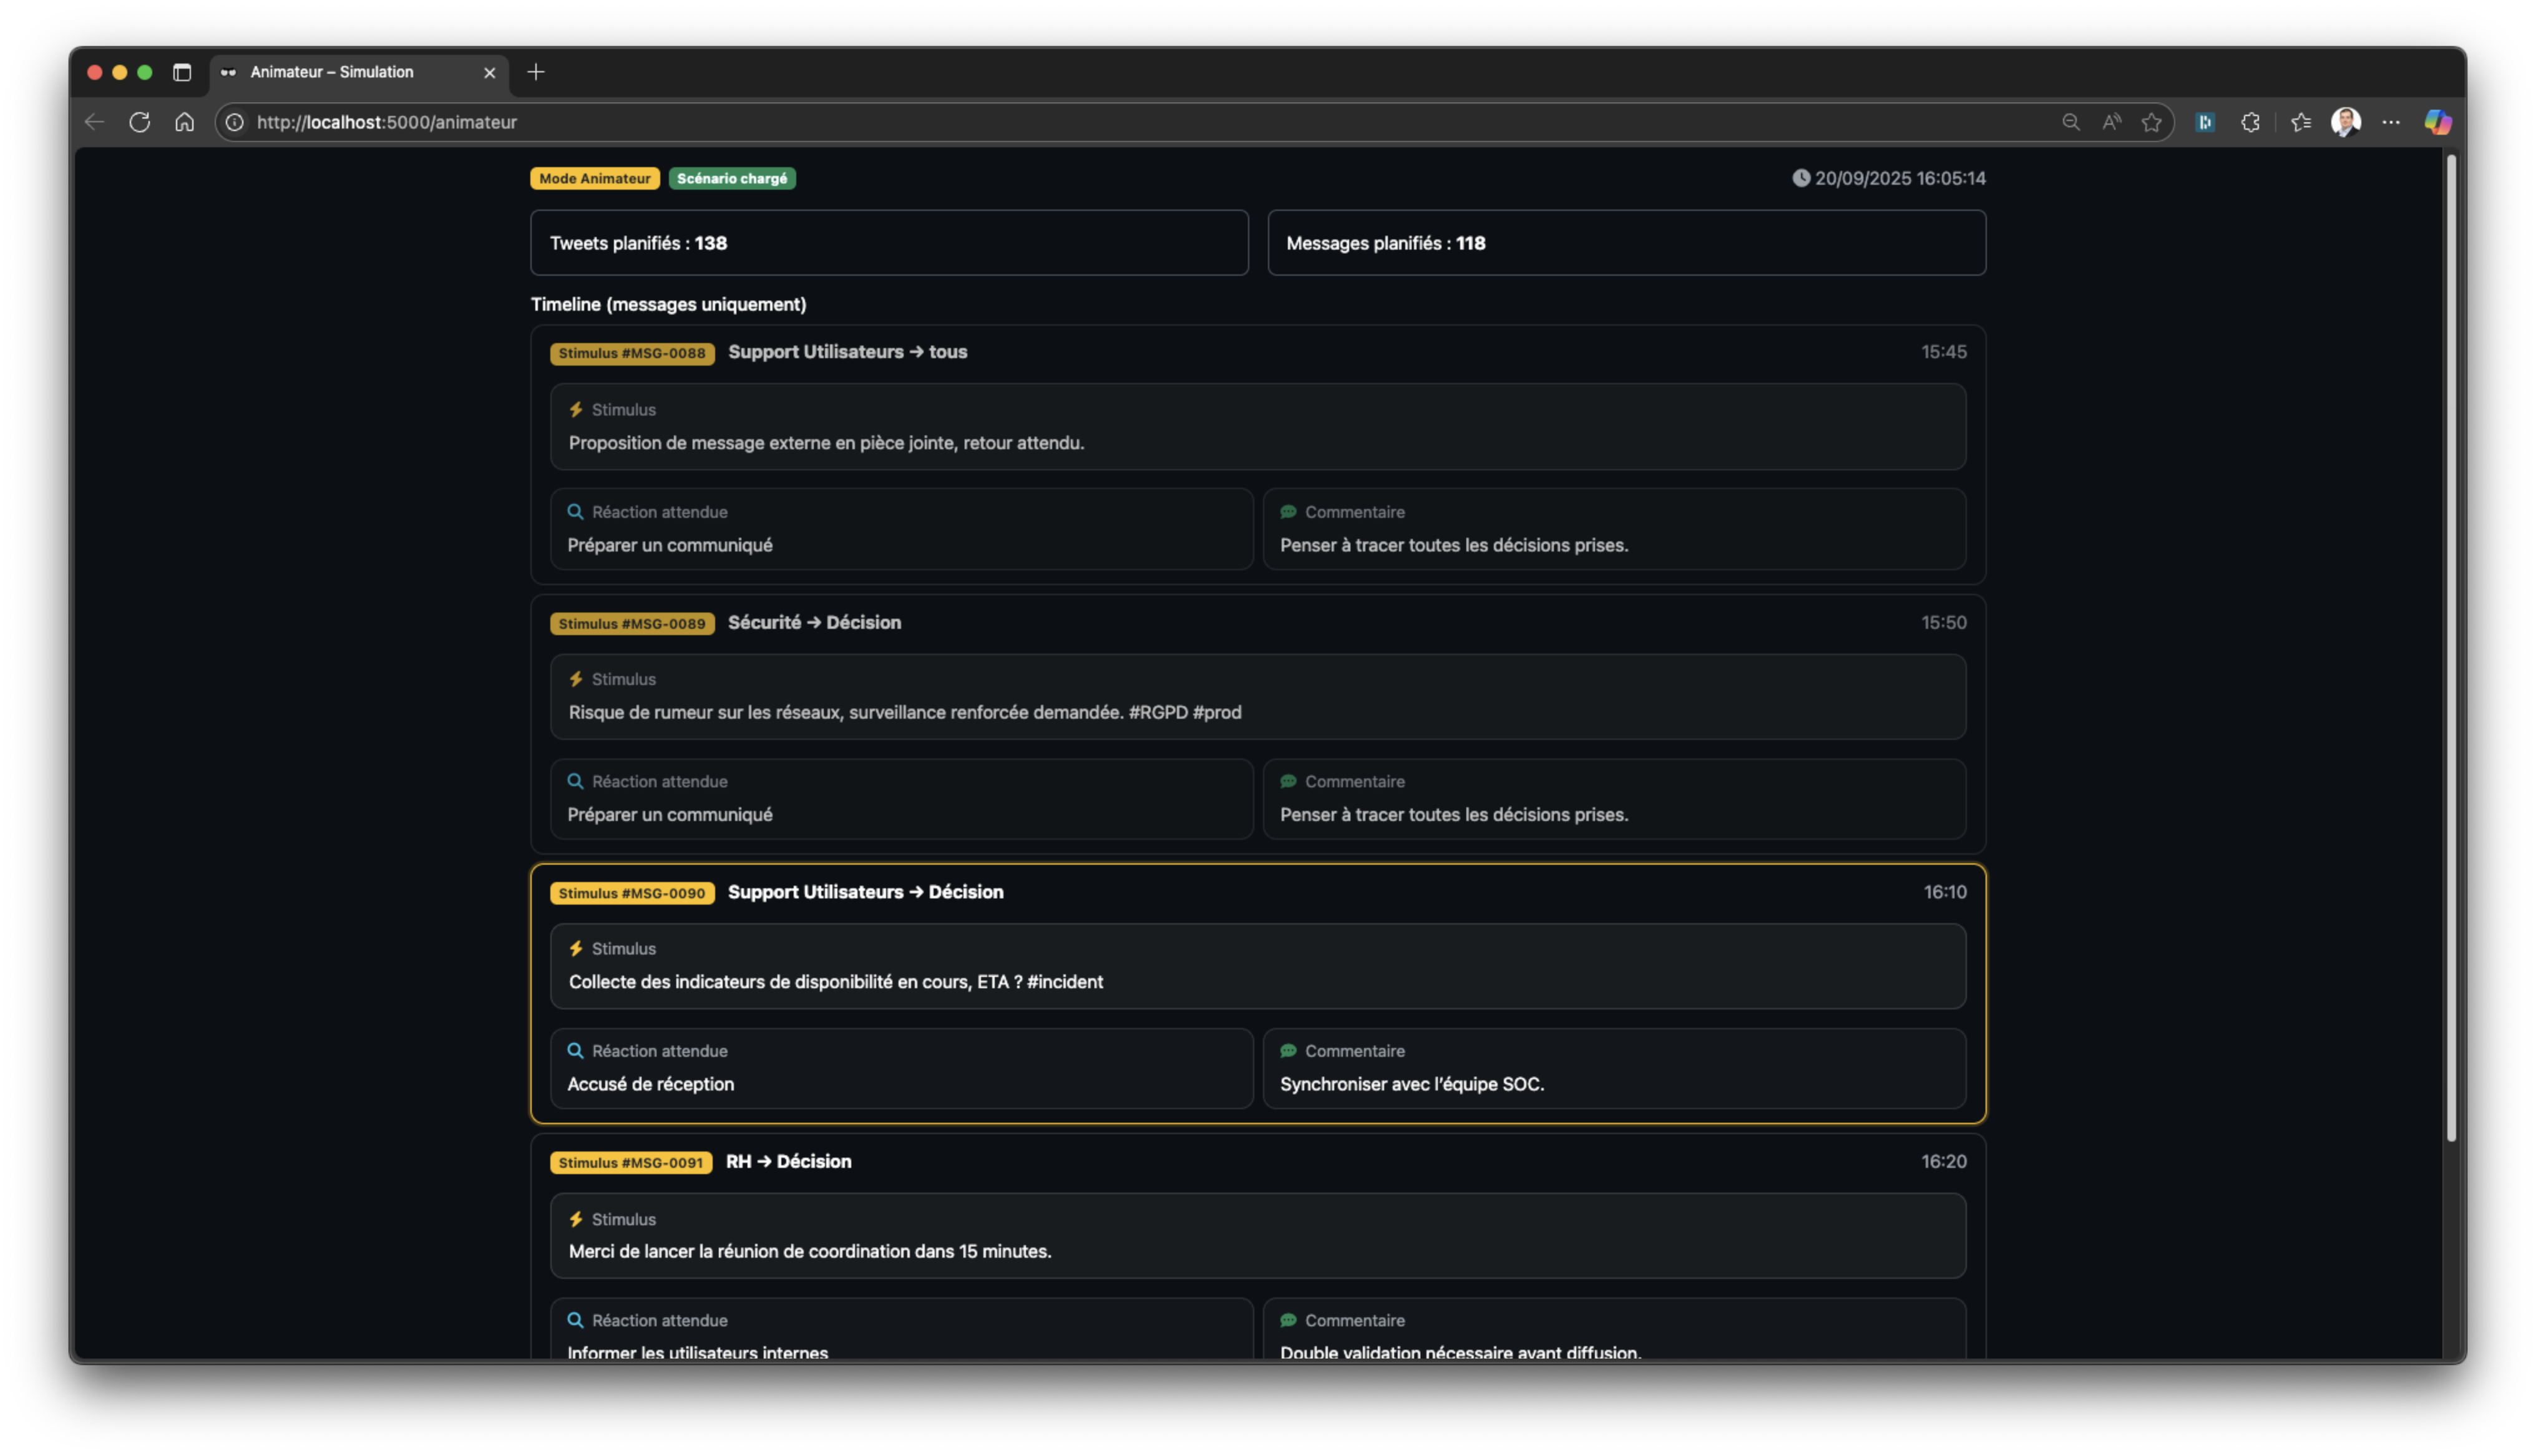 Animateur – Simulation
http://localhost:5000/animateur
Mode Animateur Scénario chargé 20/09/2025 16:05:14
Tweets planifiés : 138 Messages planifiés : 118
Timeline (messages uniquement)
Stimulus #MSG-0088 Support Utilisateurs → tous 15:45
Stimulus
Proposition de message externe en pièce jointe, retour attendu.
Réaction attendue Commentaire
Préparer un communiqué Penser à tracer toutes les décisions prises.
Stimulus #MSG-0089 Sécurité → Décision 15:50
Stimulus
Risque de rumeur sur les réseaux, surveillance renforcée demandée. #RGPD #prod
Réaction attendue Commentaire
Préparer un communiqué Penser à tracer toutes les décisions prises.
Stimulus #MSG-0090 Support Utilisateurs → Décision 16:10
Stimulus
Collecte des indicateurs de disponibilité en cours, ETA ? #incident
Réaction attendue Commentaire
Accusé de réception Synchroniser avec l’équipe SOC.
Stimulus #MSG-0091 RH → Décision 16:20
Stimulus
Merci de lancer la réunion de coordination dans 15 minutes.
Réaction attendue Commentaire
Informer les utilisateurs internes Double validation nécessaire avant diffusion.